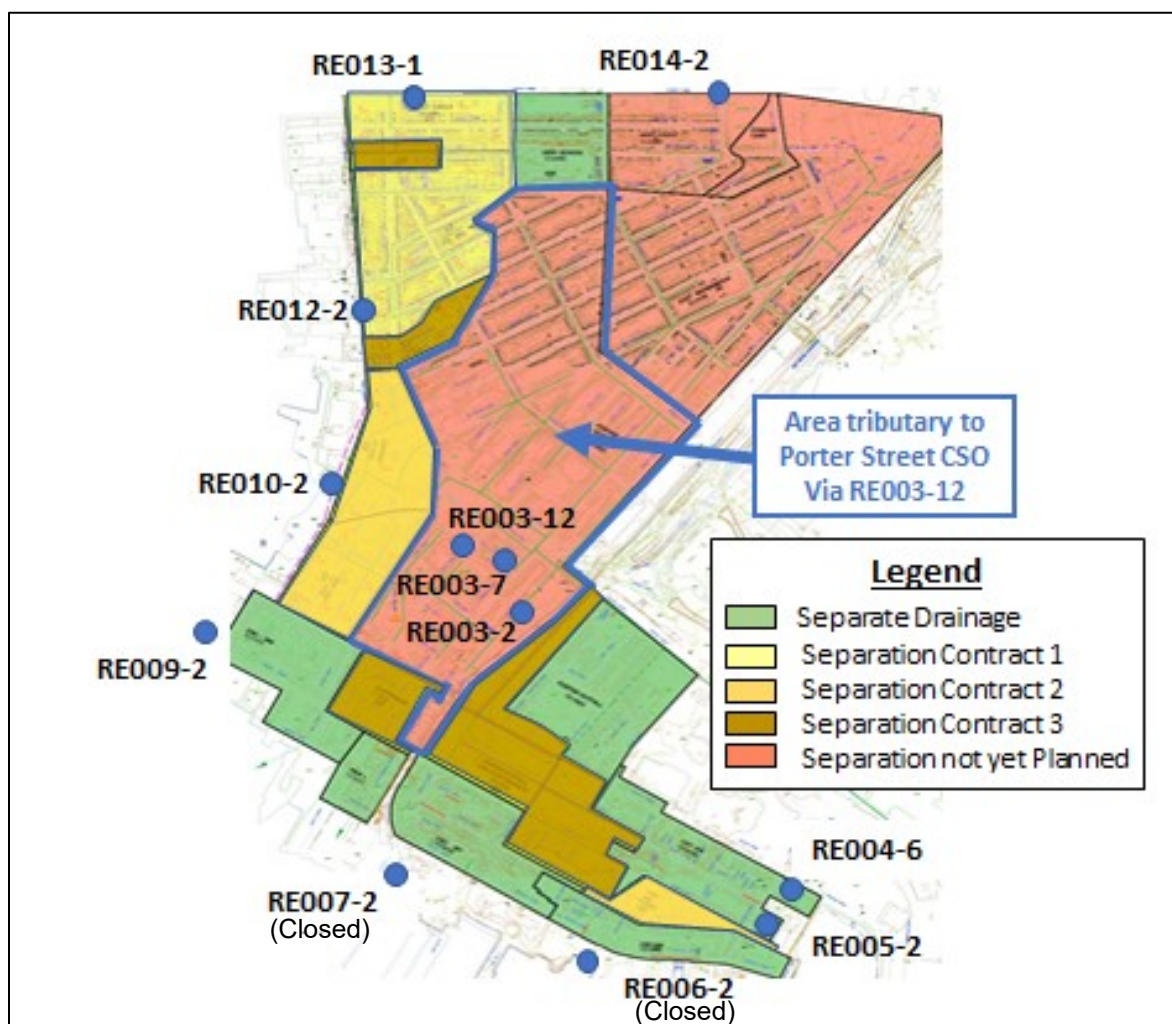 RE013-1
RE014-2
RE012-2
Area tributary to
Porter Street CSO
Via RE003-12
RE010-2
RE003-12
RE003-7
RE003-2
Legend
Separate Drainage
Separation Contract 1
Separation Contract 2
Separation Contract 3
Separation not yet Planned
RE009-2
RE004-6
RE007-2
(Closed)
RE005-2
RE006-2
(Closed)